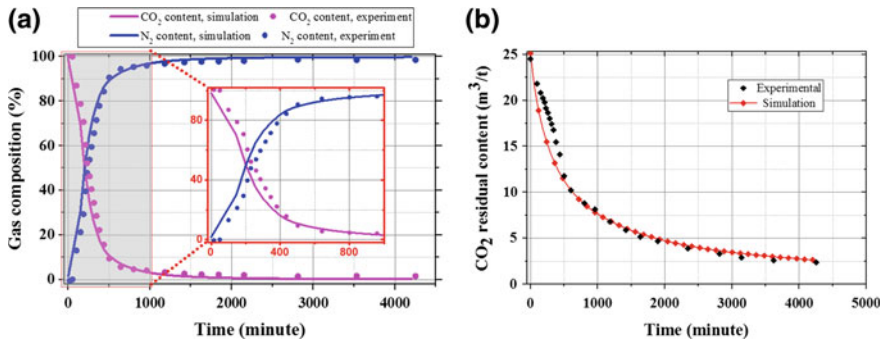 (a)
CO₂ content, simulation
CO₂ content, experiment
N₂ content, simulation
N₂ content, experiment
Gas composition (%)
100
80
60
40
20
0
80
40
0
0
400
800
0
1000
2000
3000
4000
Time (minute)
(b)
CO₂ residual content (m³/t)
25
20
15
10
5
0
Experimental
Simulation
0
1000
2000
3000
4000
5000
Time (minute)